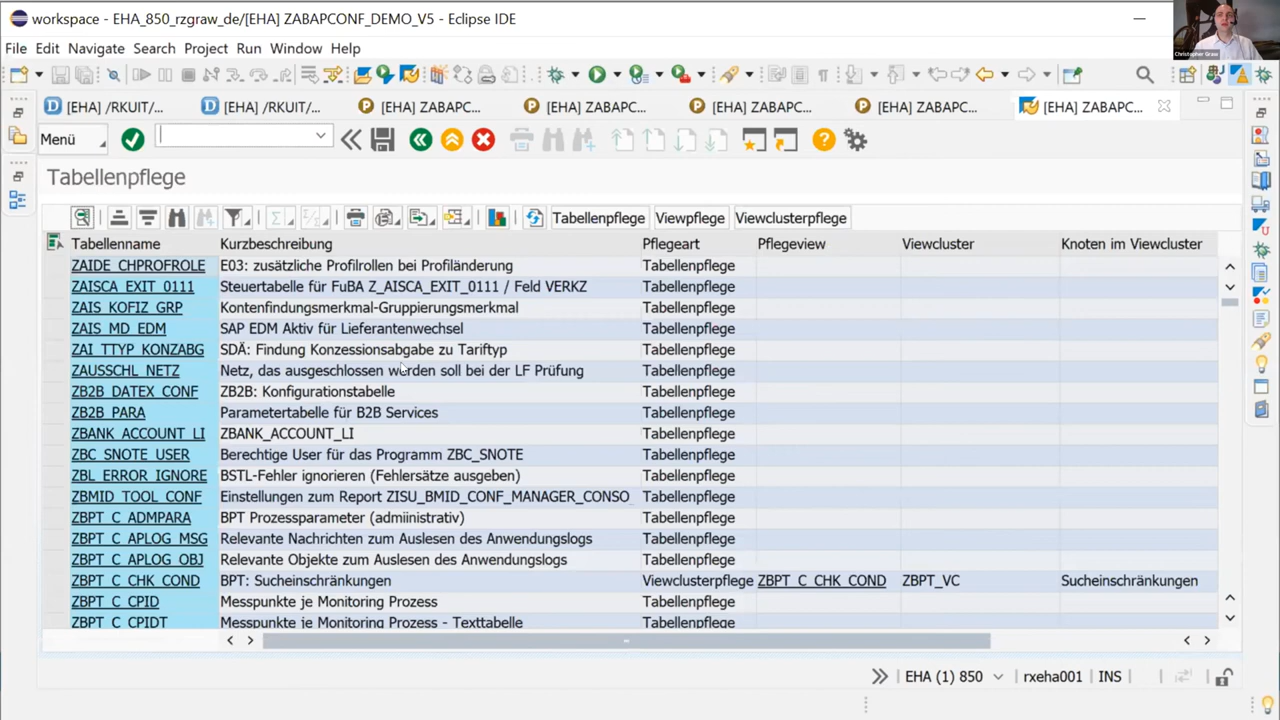 workspace - EHA_850_rzgraw_de/[EHA] ZABAPCONF_DEMO_V5 - Eclipse IDE
Christopher Grasz
File Edit Navigate Search Project Run Window Help
[EHA] /RKUIT/... [EHA] /RKUIT/... [EHA] ZABAPC... [EHA] ZABAPC... [EHA] ZABAPC... [EHA] ZABAPC... [EHA] ZABAPC...
Menü
Tabellenpflege
Tabellenpflege Viewpflege Viewclusterpflege
Tabellenname Kurzbeschreibung Pflegeart Pflegeview Viewcluster Knoten im Viewcluster
ZAIDE_CHPROFROLE E03: zusätzliche Profilrollen bei Profiländerung Tabellenpflege
ZAISCA_EXIT_0111 Steuertabelle für FuBA Z_AISCA_EXIT_0111 / Feld VERKZ Tabellenpflege
ZAIS_KOFIZ_GRP Kontenfindungsmerkmal-Gruppierungsmerkmal Tabellenpflege
ZAIS_MD_EDM SAP EDM Aktiv für Lieferantenwechsel Tabellenpflege
ZAI_TTYP_KONZABG SDÄ: Findung Konzessionsabgabe zu Tariftyp Tabellenpflege
ZAUSSCHL_NETZ Netz, das ausgeschlossen werden soll bei der LF Prüfung Tabellenpflege
ZB2B_DATEX_CONF ZB2B: Konfigurationstabelle Tabellenpflege
ZB2B_PARA Parametertabelle für B2B Services Tabellenpflege
ZBANK_ACCOUNT_LI ZBANK_ACCOUNT_LI Tabellenpflege
ZBC_SNOTE_USER Berechtige User für das Programm ZBC_SNOTE Tabellenpflege
ZBL_ERROR_IGNORE BSTL-Fehler ignorieren (Fehlersätze ausgeben) Tabellenpflege
ZBMID_TOOL_CONF Einstellungen zum Report ZISU_BMID_CONF_MANAGER_CONSO_ Tabellenpflege
ZBPT_C_ADMPARA BPT Prozessparameter (admiinistrativ) Tabellenpflege
ZBPT_C_APLOG_MSG Relevante Nachrichten zum Auslesen des Anwendungslogs Tabellenpflege
ZBPT_C_APLOG_OBJ Relevante Objekte zum Auslesen des Anwendungslogs Tabellenpflege
ZBPT_C_CHK_COND BPT: Sucheinschränkungen Viewclusterpflege ZBPT_C_CHK_COND ZBPT_VC Sucheinschränkungen
ZBPT_C_CPID Messpunkte je Monitoring Prozess Tabellenpflege
ZBPT_C_CPIDT Messpunkte je Monitoring Prozess - Texttabelle Tabellenpflege
EHA (1) 850 rxeha001 INS